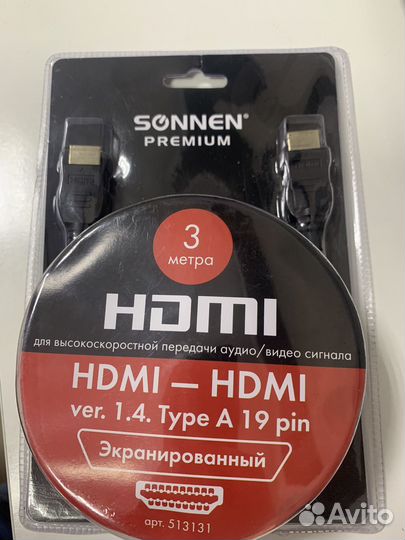 SONNEN®
PREMIUM
3
метра
HDMI
для высокоскоростной передачи аудио/видео сигнала
HDMI — HDMI
ver. 1.4. Type A 19 pin
Экранированный
арт. 513131
Avito